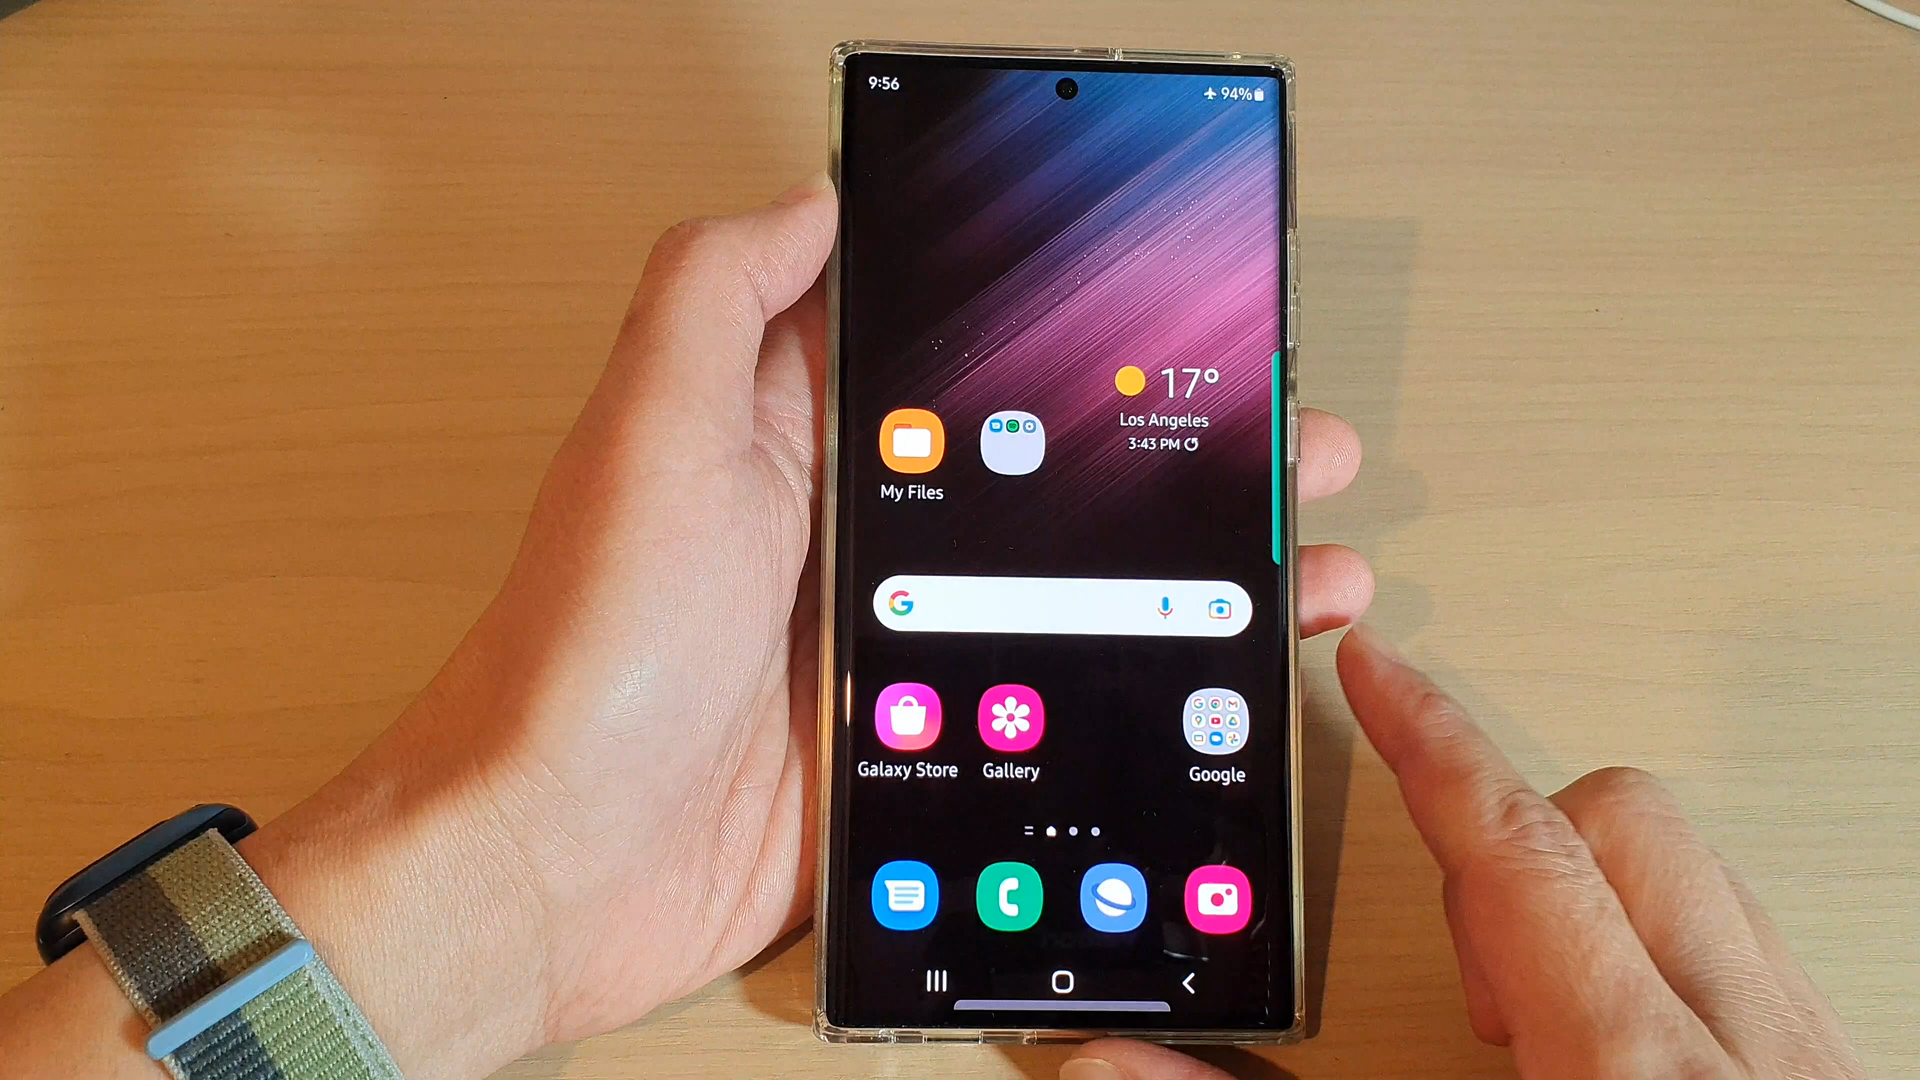 9:56
94%
17°
Los Angeles
3:43 PM
My Files
G
Galaxy Store
Gallery
Google